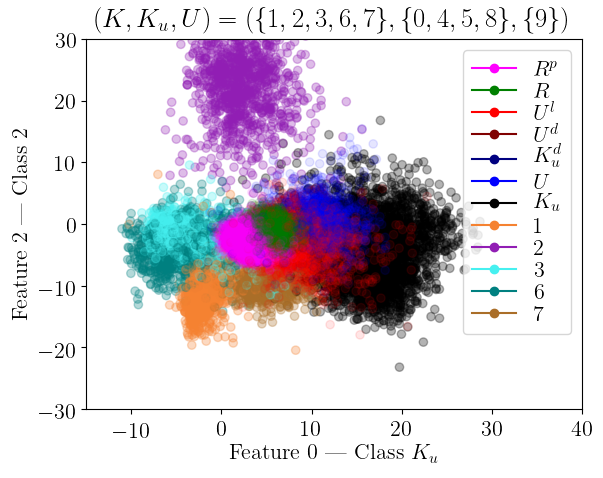 (K, K_u, U) = ({1, 2, 3, 6, 7}, {0, 4, 5, 8}, {9})
30
20
10
0
−10
−20
−30
Feature 2 — Class 2
−10 0 10 20 30 40
Feature 0 — Class K_u
R^p
R
U^l
U^d
K_u^d
U
K_u
1
2
3
6
7